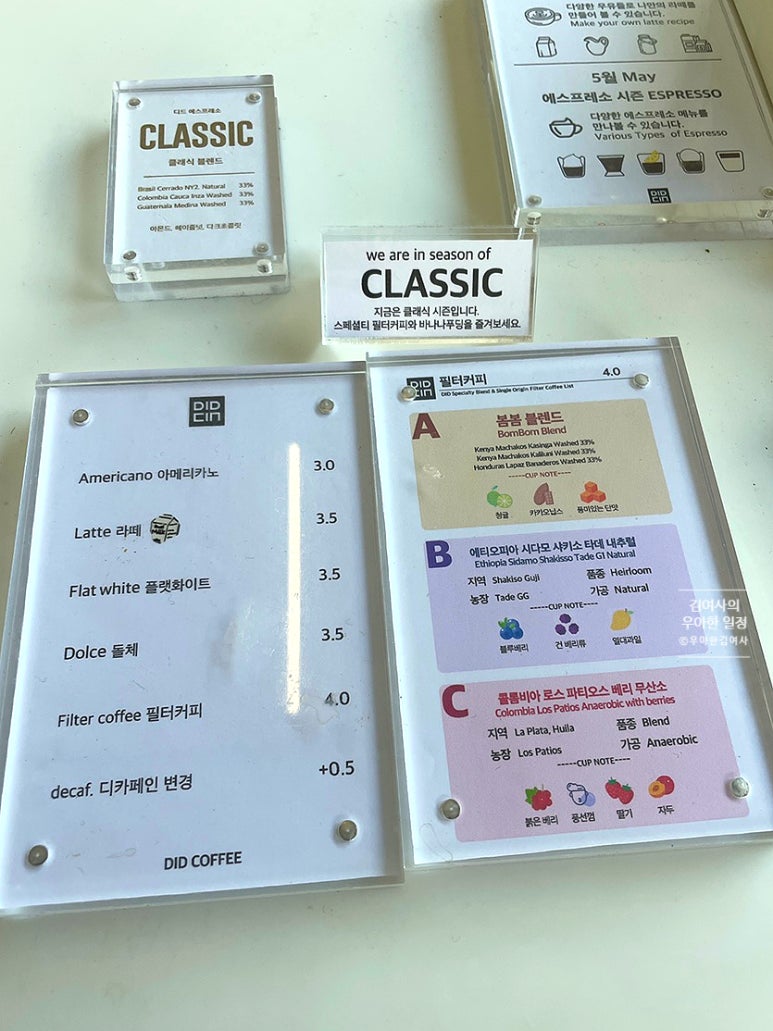 다양한 우유들로 나만의 라떼를
만들어 볼 수 있습니다.
Make your own latte recipe
5월 May
에스프레소 시즌 ESPRESSO
다양한 에스프레소 메뉴를
만나볼 수 있습니다.
Various Types of Espresso
DID
CIN
디드 에스프레소
CLASSIC
클래식 블렌드
Brasil Cerrado NY2. Natural 33%
Colombia Cauca Inza Washed 33%
Guatemala Medina Washed 33%
아몬드, 헤이즐넛, 다크초콜릿
we are in season of
CLASSIC
지금은 클래식 시즌입니다.
스페셜티 필터커피와 바나나푸딩을 즐겨보세요.
DID
CIN
Americano 아메리카노 3.0
Latte 라떼 3.5
Flat white 플랫화이트 3.5
Dolce 돌체 3.5
Filter coffee 필터커피 4.0
decaf. 디카페인 변경 +0.5
DID COFFEE
DID
CIN
필터커피 4.0
DID Specialty Blend & Single Origin Filter Coffee List
A
봄봄 블렌드
BomBom Blend
Kenya Machakos Kasinga Washed 33%
Kenya Machakos Kaliluni Washed 33%
Honduras Lapaz Banaderos Washed 33%
-----CUP NOTE----
청귤 카카오닙스 풍미있는 단맛
B
에티오피아 시다모 샤키소 타데 내추럴
Ethiopia Sidamo Shakisso Tade G1 Natural
지역 Shakiso Guji 품종 Heirloom
농장 Tade GG 가공 Natural
-----CUP NOTE----
블루베리 건 베리류 열대과일
C
콜롬비아 로스 파티오스 베리 무산소
Colombia Los Patios Anaerobic with berries
지역 La Plata, Huila 품종 Blend
농장 Los Patios 가공 Anaerobic
-----CUP NOTE----
붉은 베리 풍선껌 딸기 자두
김여사의
우아한 일정
©우아한김여사